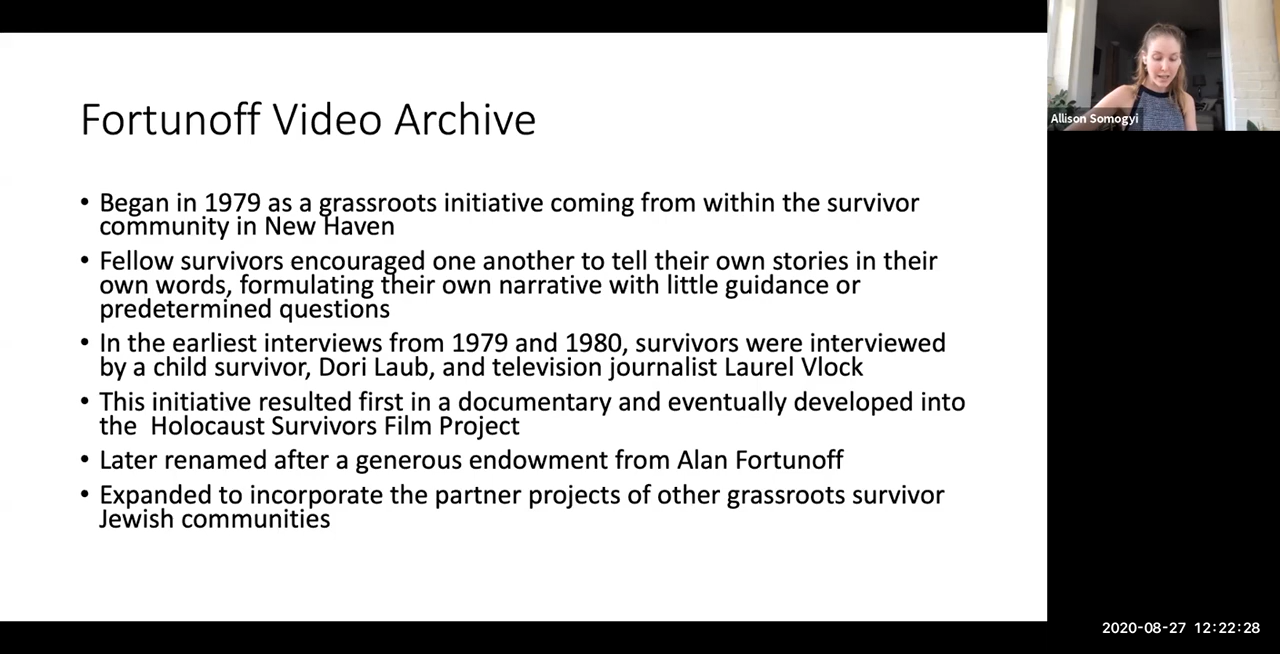 Fortunoff Video Archive
• Began in 1979 as a grassroots initiative coming from within the survivor
community in New Haven
• Fellow survivors encouraged one another to tell their own stories in their
own words, formulating their own narrative with little guidance or
predetermined questions
• In the earliest interviews from 1979 and 1980, survivors were interviewed
by a child survivor, Dori Laub, and television journalist Laurel Vlock
• This initiative resulted first in a documentary and eventually developed into
the  Holocaust Survivors Film Project
• Later renamed after a generous endowment from Alan Fortunoff
• Expanded to incorporate the partner projects of other grassroots survivor
Jewish communities
Allison Somogyi
2020-08-27 12:22:28